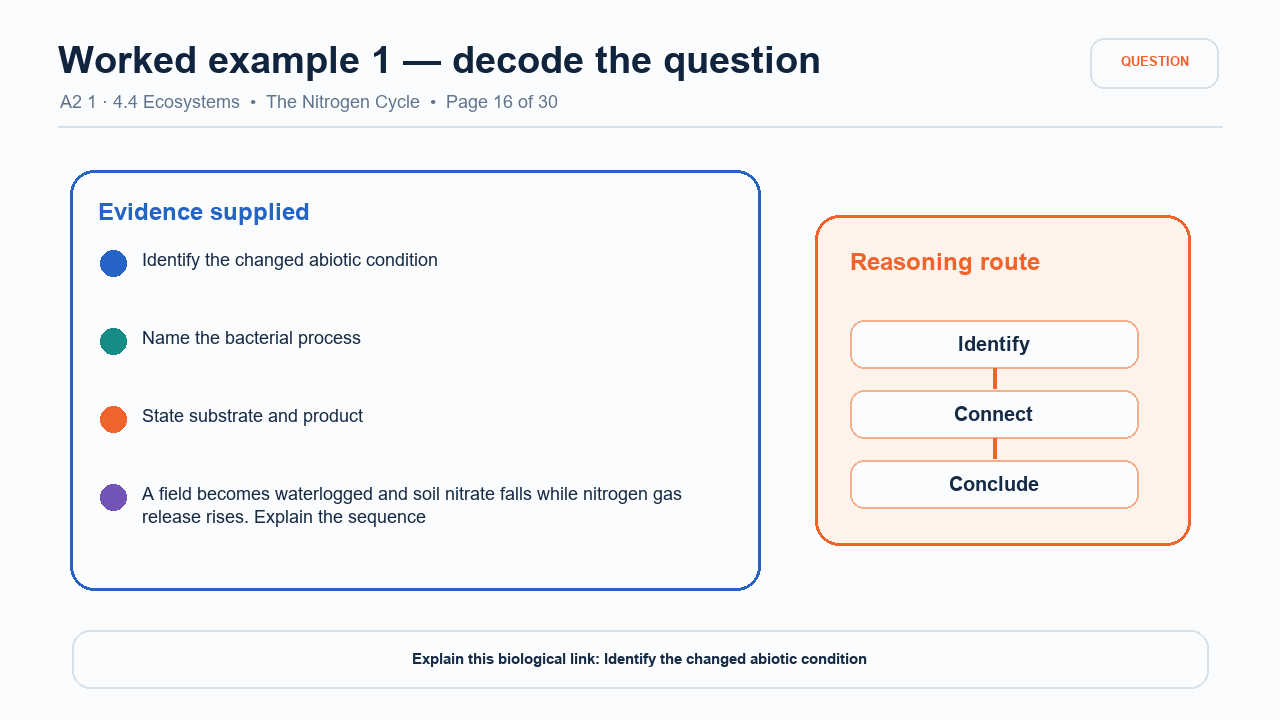 Worked example 1 — decode the question
QUESTION
A2 1 · 4.4 Ecosystems • The Nitrogen Cycle • Page 16 of 30
Evidence supplied
Identify the changed abiotic condition
Name the bacterial process
State substrate and product
A field becomes waterlogged and soil nitrate falls while nitrogen gas
release rises. Explain the sequence
Reasoning route
Identify
Connect
Conclude
Explain this biological link: Identify the changed abiotic condition